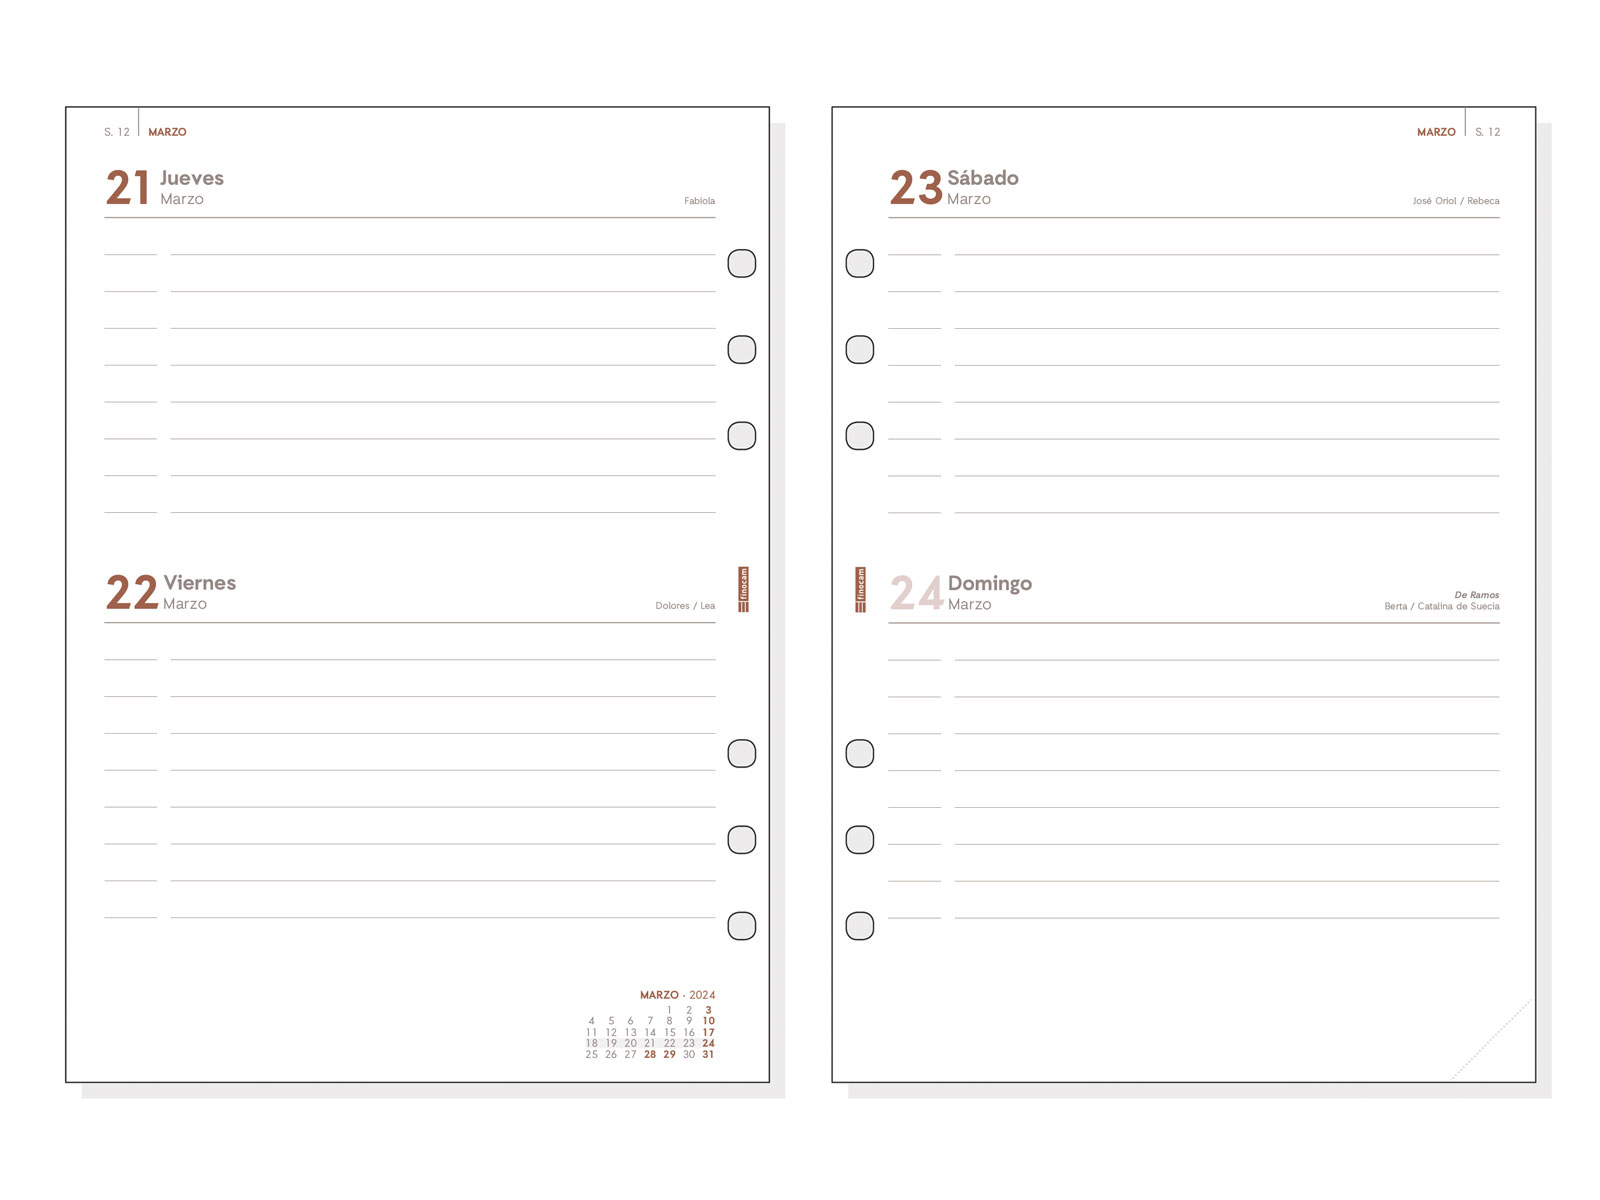 S. 12 MARZO
21 Jueves
Marzo
Fabiola
22 Viernes
Marzo
Dolores / Lea
finocam
MARZO · 2024
1 2 3
4 5 6 7 8 9 10
11 12 13 14 15 16 17
18 19 20 21 22 23 24
25 26 27 28 29 30 31
MARZO S. 12
23 Sábado
Marzo
José Oriol / Rebeca
finocam
24 Domingo
Marzo
De Ramos
Berta / Catalina de Suecia